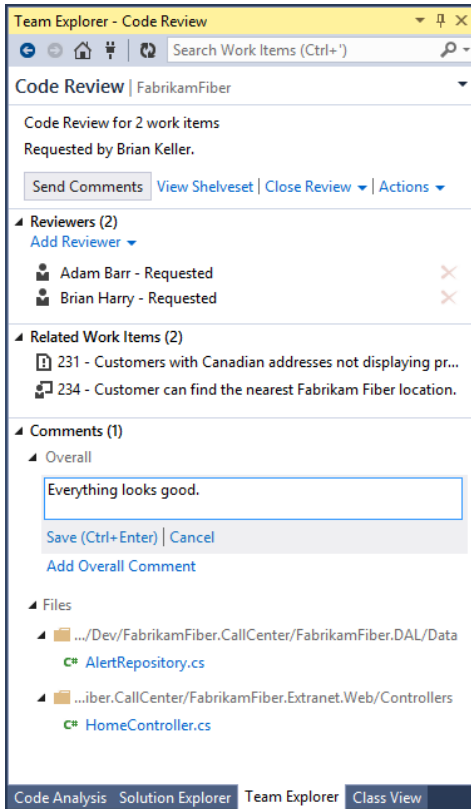 Team Explorer - Code Review
Search Work Items (Ctrl+')
Code Review | FabrikamFiber
Code Review for 2 work items
Requested by Brian Keller.
Send Comments View Shelveset | Close Review | Actions
Reviewers (2)
Add Reviewer
Adam Barr - Requested
Brian Harry - Requested
Related Work Items (2)
231 - Customers with Canadian addresses not displaying pr...
234 - Customer can find the nearest Fabrikam Fiber location.
Comments (1)
Overall
Everything looks good.
Save (Ctrl+Enter) | Cancel
Add Overall Comment
Files
.../Dev/FabrikamFiber.CallCenter/FabrikamFiber.DAL/Data
C# AlertRepository.cs
...iber.CallCenter/FabrikamFiber.Extranet.Web/Controllers
C# HomeController.cs
Code Analysis Solution Explorer Team Explorer Class View